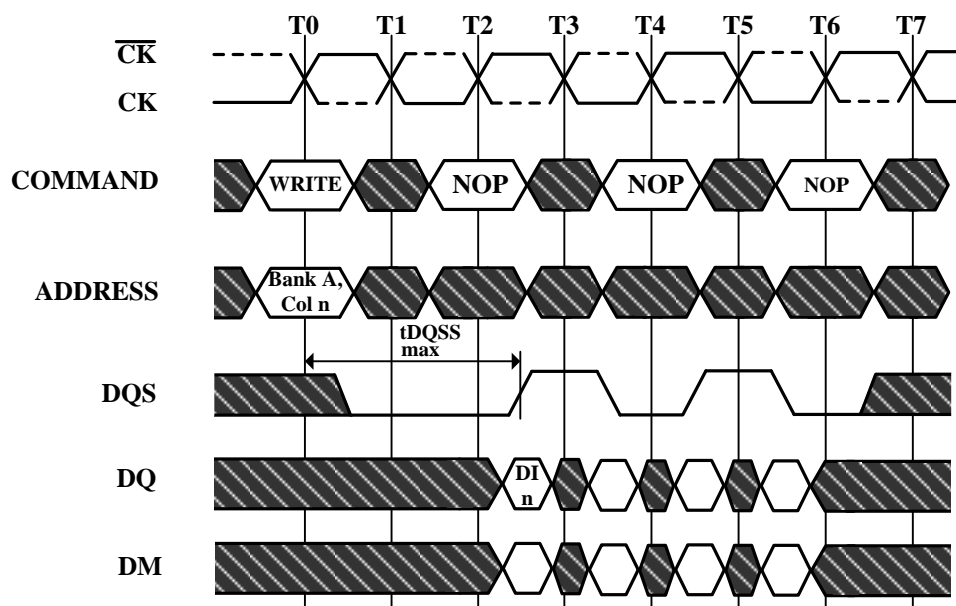 T0 T1 T2 T3 T4 T5 T6 T7
CK
CK
COMMAND WRITE NOP NOP NOP
ADDRESS Bank A,
Col n
tDQSS
max
DQS
DQ DI
n
DM